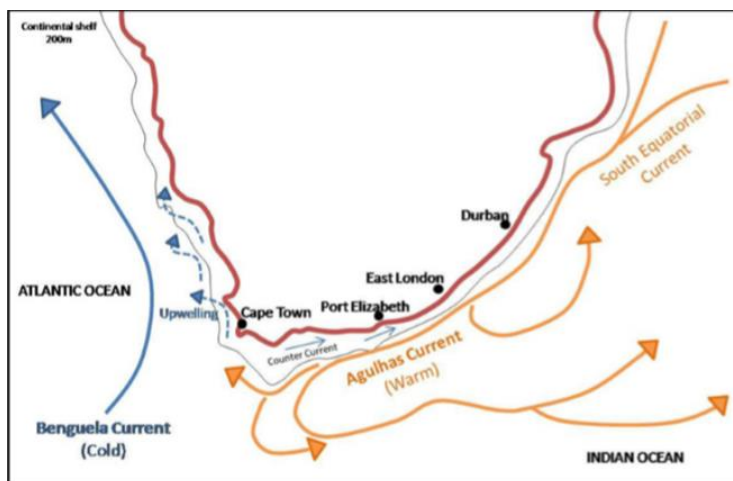 Continental shelf
200m
South Equatorial
Current
Durban
ATLANTIC OCEAN
East London
Upwelling
Cape Town
Port Elizabeth
Counter Current
Agulhas Current
(Warm)
Benguela Current
(Cold)
INDIAN OCEAN